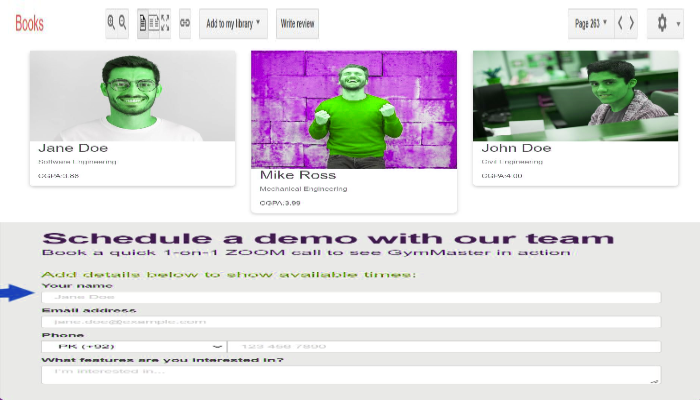 Books
Add to my library
Write review
Page 263
Jane Doe
Software Engineering
CGPA:3.88
Mike Ross
Mechanical Engineering
CGPA:3.99
John Doe
Civil Engineering
CGPA:4.00
Schedule a demo with our team
Book a quick 1-on-1 ZOOM call to see GymMaster in action
Add details below to show available times:
Your name
Jane Doe
Email address
jane.doe@example.com
Phone
PK (+92) 123 456 7890
What features are you interested in?
I'm interested in...